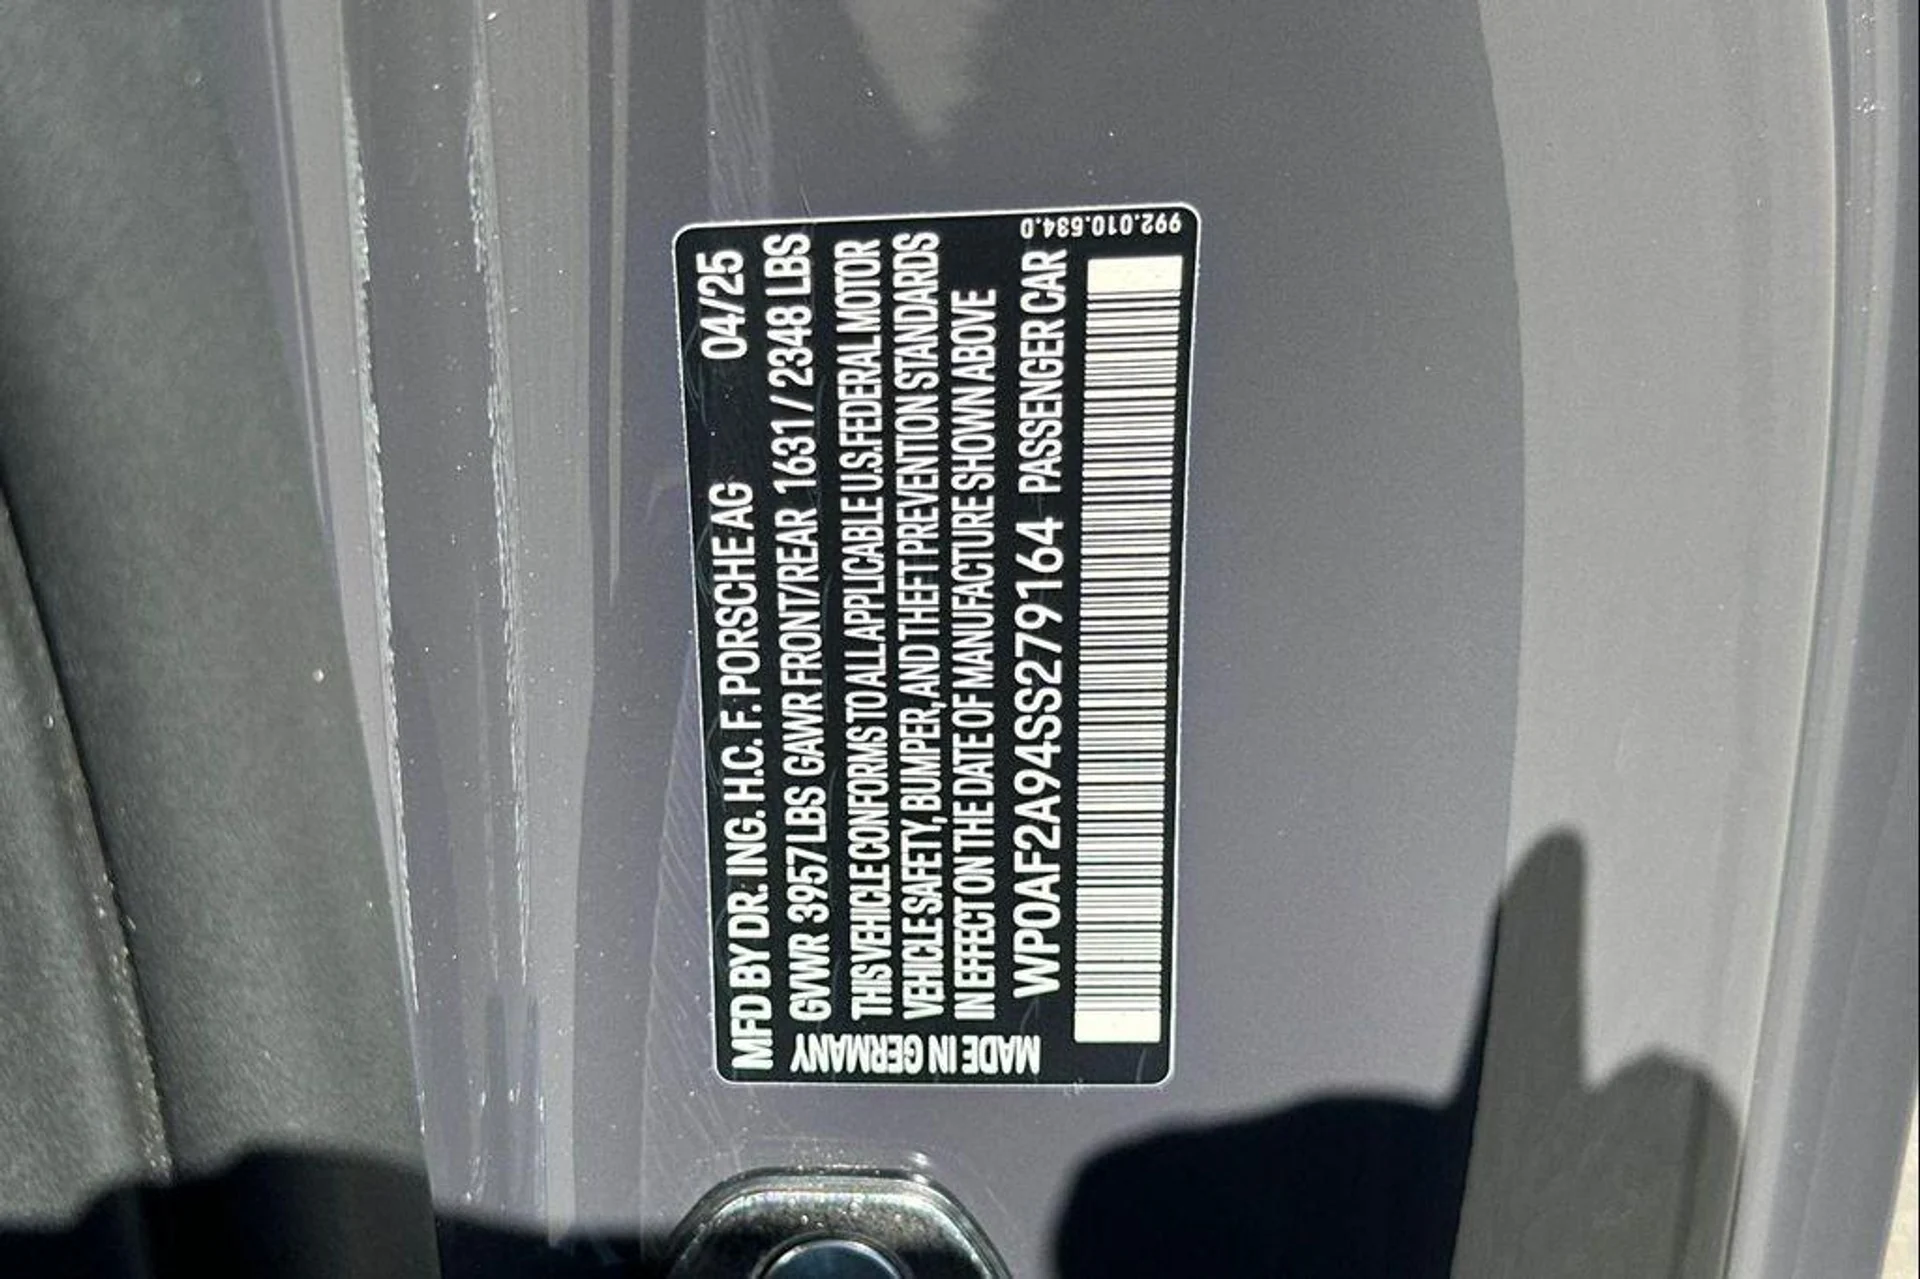 MFD BY DR. ING. H.C. F. PORSCHE AG 04/25
GVWR 3957 LBS GAWR FRONT/REAR 1631 / 2348 LBS
THIS VEHICLE CONFORMS TO ALL APPLICABLE U.S. FEDERAL MOTOR
VEHICLE SAFETY, BUMPER, AND THEFT PREVENTION STANDARDS
IN EFFECT ON THE DATE OF MANUFACTURE SHOWN ABOVE
WP0AF2A94SS279164 PASSENGER CAR
MADE IN GERMANY
992.010.634.D